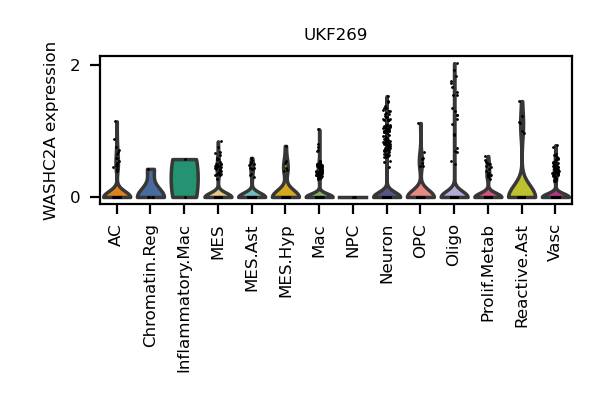 UKF269
WASHC2A expression
2
0
AC
Chromatin.Reg
Inflammatory.Mac
MES
MES.Ast
MES.Hyp
Mac
NPC
Neuron
OPC
Oligo
Prolif.Metab
Reactive.Ast
Vasc